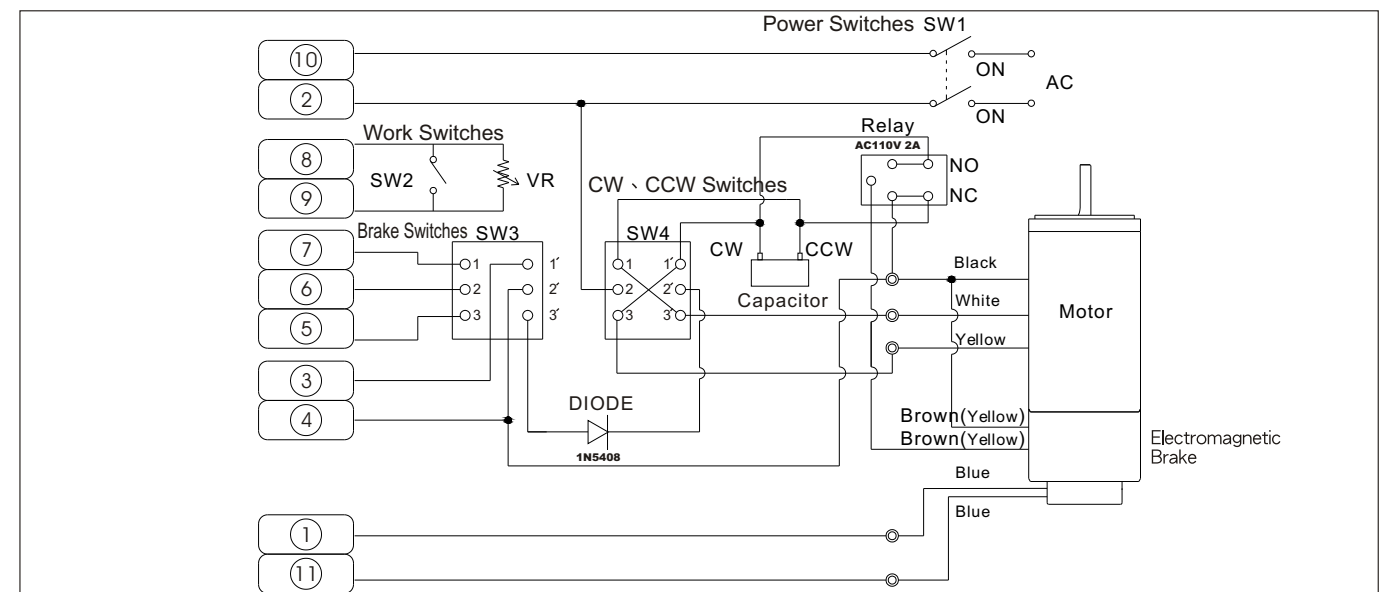 Power Switches SW1
10
ON
AC
2
ON
Relay
AC110V 2A
Work Switches
8
NO
SW2
VR
CW、CCW Switches
NC
9
Brake Switches
SW3
SW4
7
CW
CCW
1
1′
1
1′
Black
6
2
2′
2
2′
Capacitor
White
Motor
3
3′
3
3′
5
Yellow
3
DIODE
4
Brown(Yellow)
Brown(Yellow)
Electromagnetic
Brake
1N5408
Blue
Blue
1
11